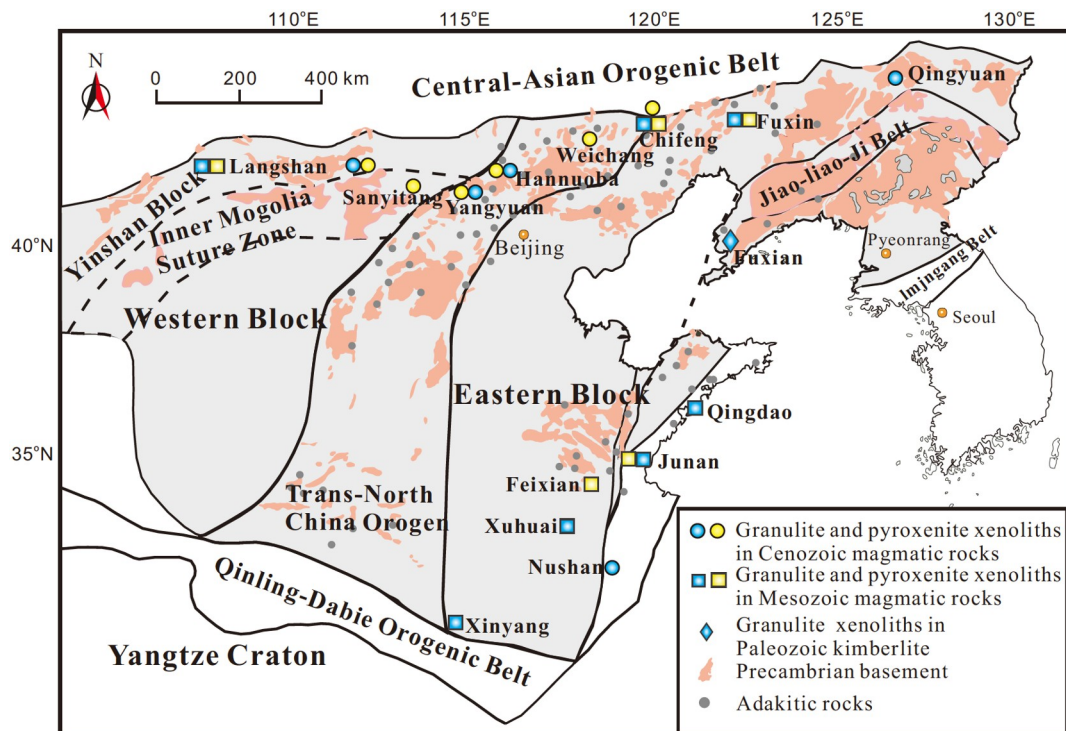 110°E
115°E
120°E
125°E
130°E
N
0
200
400 km
Central-Asian Orogenic Belt
Qingyuan
Fuxin
Chifeng
Weichang
Langshan
Hannuoba
Sanyitang
Yangyuan
Jiao-liao-Ji Belt
Yinshan Block
Inner Mogolia
Suture Zone
40°N
Beijing
Pyeonrang
Fuxian
Imjngang Belt
Seoul
Western Block
Eastern Block
Qingdao
35°N
Junan
Feixian
Trans-North
China Orogen
Xuhuai
Nushan
Qinling-Dabie Orogenic Belt
Xinyang
Yangtze Craton
Granulite and pyroxenite xenoliths
in Cenozoic magmatic rocks
Granulite and pyroxenite xenoliths
in Mesozoic magmatic rocks
Granulite xenoliths in
Paleozoic kimberlite
Precambrian basement
Adakitic rocks